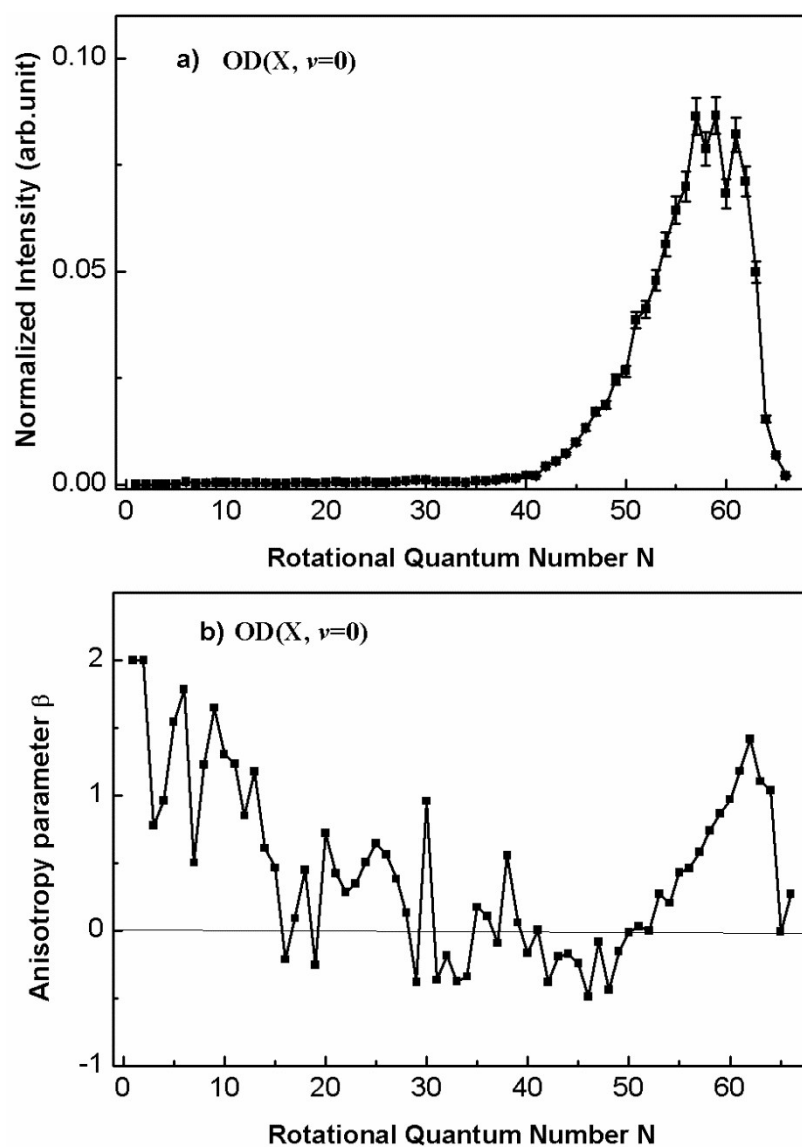 a) OD(X, v=0)
Normalized Intensity (arb.unit)
0.10
0.05
0.00
0 10 20 30 40 50 60
Rotational Quantum Number N
b) OD(X, v=0)
Anisotropy parameter β
2
1
0
-1
0 10 20 30 40 50 60
Rotational Quantum Number N